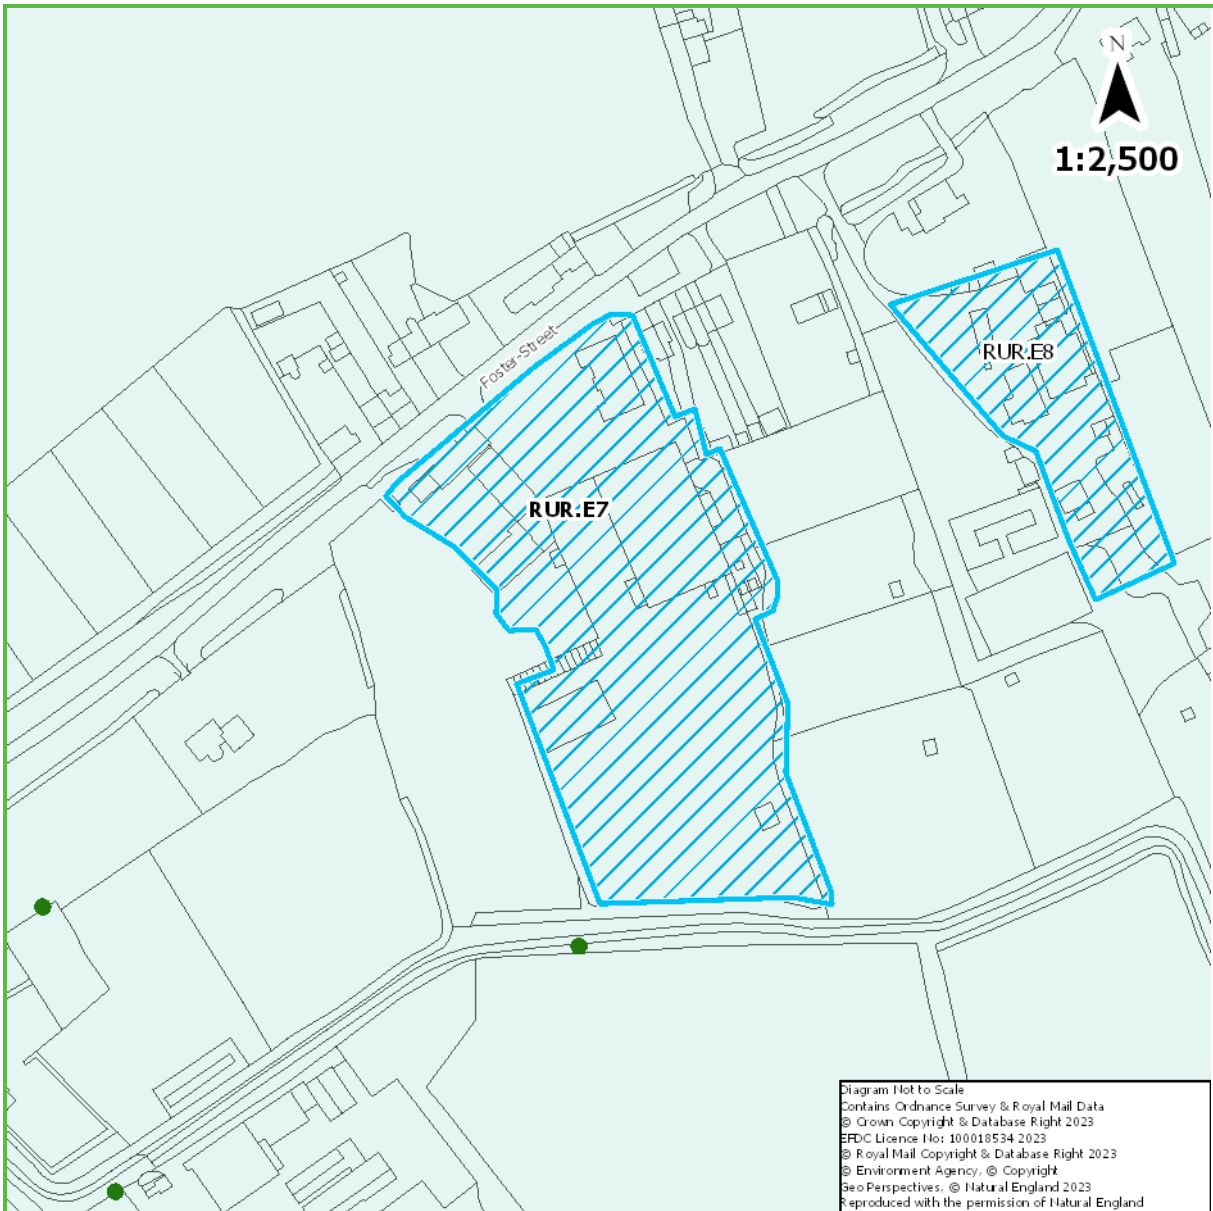 N
1:2,500
Foster-Street
RUR.E8
RUR.E7
Diagram Not to Scale
Contains Ordnance Survey & Royal Mail Data
© Crown Copyright & Database Right 2023
EFDC Licence No: 100018534 2023
© Royal Mail Copyright & Database Right 2023
© Environment Agency, © Copyright
Geo Perspectives, © Natural England 2023
Reproduced with the permission of Natural England